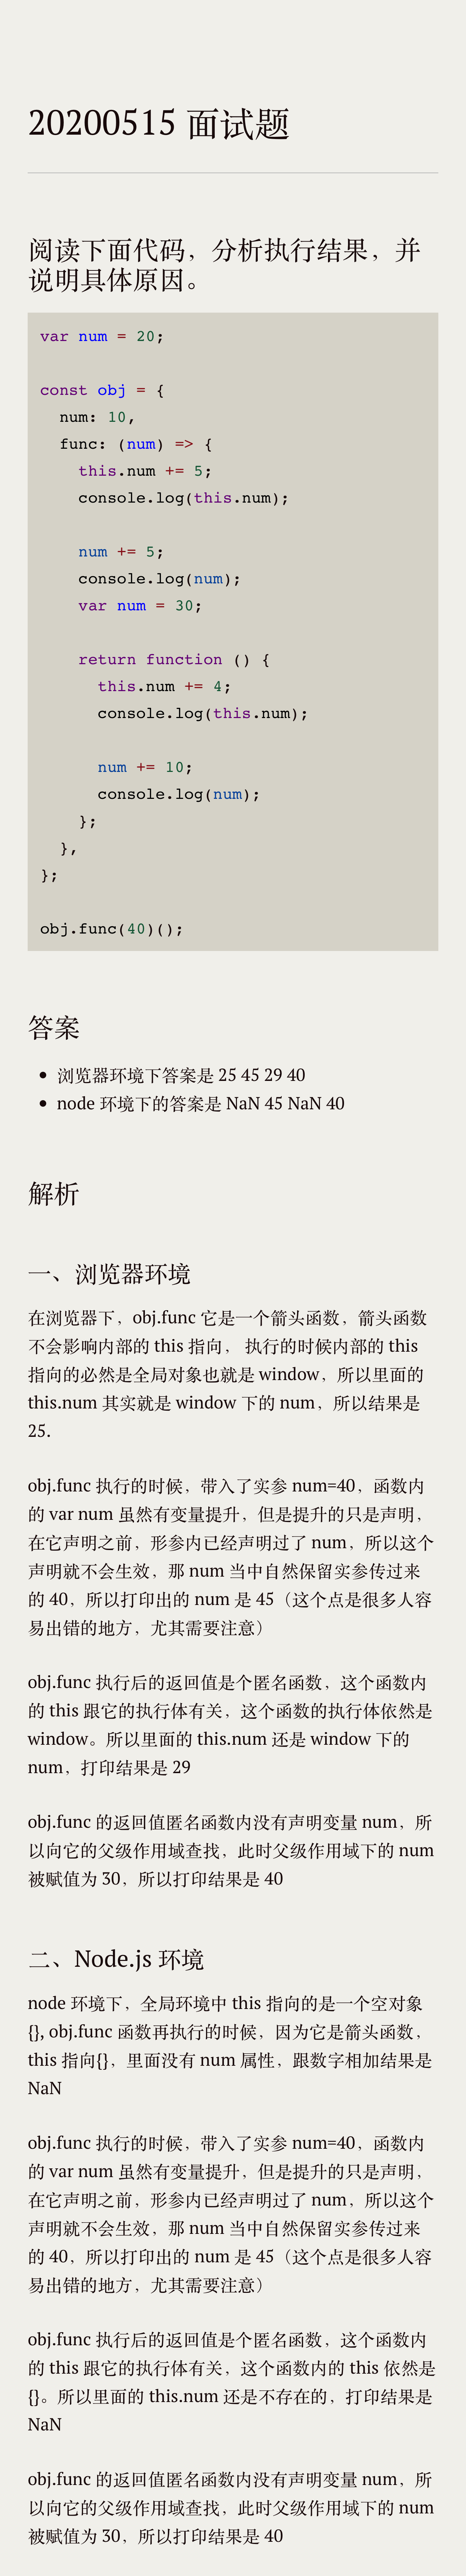 20200515 面试题
阅读下面代码，分析执行结果，并
说明具体原因。
var num = 20;
const obj = {
  num: 10,
  func: (num) => {
    this.num += 5;
    console.log(this.num);
    num += 5;
    console.log(num);
    var num = 30;
    return function () {
      this.num += 4;
      console.log(this.num);
      num += 10;
      console.log(num);
    };
  },
};
obj.func(40)();
答案
• 浏览器环境下答案是 25 45 29 40
• node 环境下的答案是 NaN 45 NaN 40
解析
一、浏览器环境
在浏览器下，obj.func 它是一个箭头函数，箭头函数
不会影响内部的 this 指向， 执行的时候内部的 this
指向的必然是全局对象也就是 window，所以里面的
this.num 其实就是 window 下的 num，所以结果是
25.
obj.func 执行的时候，带入了实参 num=40，函数内
的 var num 虽然有变量提升，但是提升的只是声明，
在它声明之前，形参内已经声明过了 num，所以这个
声明就不会生效，那 num 当中自然保留实参传过来
的 40，所以打印出的 num 是 45（这个点是很多人容
易出错的地方，尤其需要注意）
obj.func 执行后的返回值是个匿名函数，这个函数内
的 this 跟它的执行体有关，这个函数的执行体依然是
window。所以里面的 this.num 还是 window 下的
num，打印结果是 29
obj.func 的返回值匿名函数内没有声明变量 num，所
以向它的父级作用域查找，此时父级作用域下的 num
被赋值为 30，所以打印结果是 40
二、Node.js 环境
node 环境下，全局环境中 this 指向的是一个空对象
{}, obj.func 函数再执行的时候，因为它是箭头函数，
this 指向{}，里面没有 num 属性，跟数字相加结果是
NaN
obj.func 执行的时候，带入了实参 num=40，函数内
的 var num 虽然有变量提升，但是提升的只是声明，
在它声明之前，形参内已经声明过了 num，所以这个
声明就不会生效，那 num 当中自然保留实参传过来
的 40，所以打印出的 num 是 45（这个点是很多人容
易出错的地方，尤其需要注意）
obj.func 执行后的返回值是个匿名函数，这个函数内
的 this 跟它的执行体有关，这个函数内的 this 依然是
{}。所以里面的 this.num 还是不存在的，打印结果是
NaN
obj.func 的返回值匿名函数内没有声明变量 num，所
以向它的父级作用域查找，此时父级作用域下的 num
被赋值为 30，所以打印结果是 40